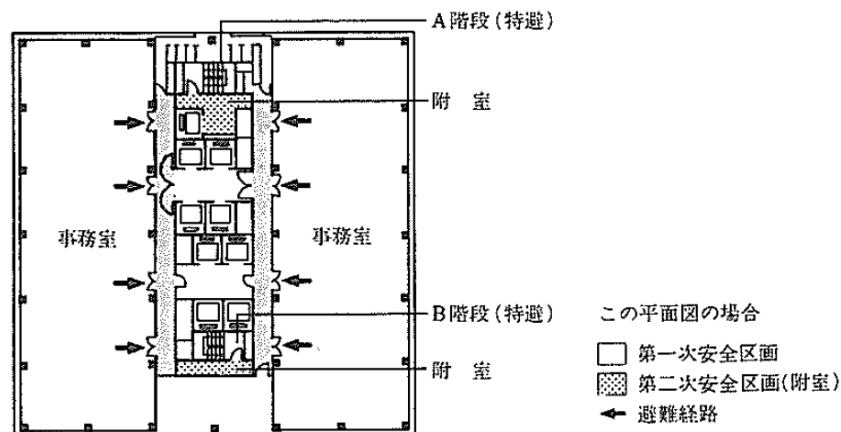 A階段(特避)
附 室
事務室
事務室
B階段(特避)
附 室
この平面図の場合
第一次安全区画
第二次安全区画(附室)
避難経路